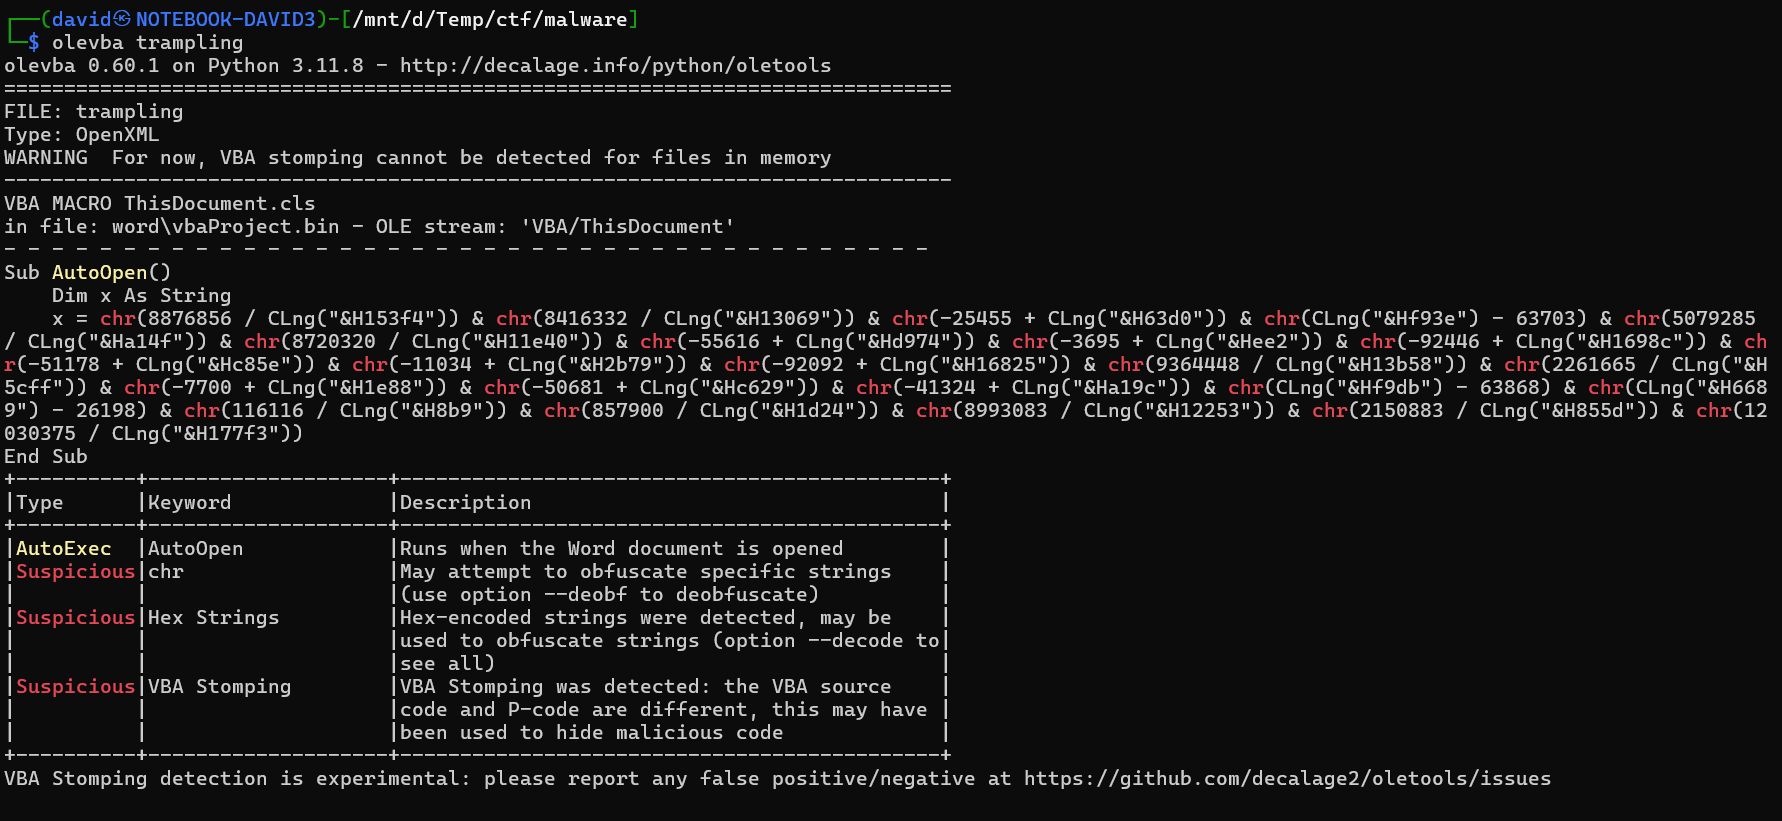 ┌──(david㉿NOTEBOOK-DAVID3)-[/mnt/d/Temp/ctf/malware]
└─$ olevba trampling
olevba 0.60.1 on Python 3.11.8 - http://decalage.info/python/oletools
===============================================================================
FILE: trampling
Type: OpenXML
WARNING  For now, VBA stomping cannot be detected for files in memory
-------------------------------------------------------------------------------
VBA MACRO ThisDocument.cls
in file: word\vbaProject.bin - OLE stream: 'VBA/ThisDocument'
- - - - - - - - - - - - - - - - - - - - - - - - - - - - - - - - - - - - - - -
Sub AutoOpen()
    Dim x As String
    x = chr(8876856 / CLng("&H153f4")) & chr(8416332 / CLng("&H13069")) & chr(-25455 + CLng("&H63d0")) & chr(CLng("&Hf93e") - 63703) & chr(5079285
/ CLng("&Ha14f")) & chr(8720320 / CLng("&H11e40")) & chr(-55616 + CLng("&Hd974")) & chr(-3695 + CLng("&Hee2")) & chr(-92446 + CLng("&H1698c")) & ch
r(-51178 + CLng("&Hc85e")) & chr(-11034 + CLng("&H2b79")) & chr(-92092 + CLng("&H16825")) & chr(9364448 / CLng("&H13b58")) & chr(2261665 / CLng("&H
5cff")) & chr(-7700 + CLng("&H1e88")) & chr(-50681 + CLng("&Hc629")) & chr(-41324 + CLng("&Ha19c")) & chr(CLng("&Hf9db") - 63868) & chr(CLng("&H668
9") - 26198) & chr(116116 / CLng("&H8b9")) & chr(857900 / CLng("&H1d24")) & chr(8993083 / CLng("&H12253")) & chr(2150883 / CLng("&H855d")) & chr(12
030375 / CLng("&H177f3"))
End Sub
+----------+--------------------+---------------------------------------------+
|Type      |Keyword             |Description                                  |
+----------+--------------------+---------------------------------------------+
|AutoExec  |AutoOpen            |Runs when the Word document is opened        |
|Suspicious|chr                 |May attempt to obfuscate specific strings    |
|          |                    |(use option --deobf to deobfuscate)          |
|Suspicious|Hex Strings         |Hex-encoded strings were detected, may be    |
|          |                    |used to obfuscate strings (option --decode to|
|          |                    |see all)                                     |
|Suspicious|VBA Stomping        |VBA Stomping was detected: the VBA source    |
|          |                    |code and P-code are different, this may have |
|          |                    |been used to hide malicious code             |
+----------+--------------------+---------------------------------------------+
VBA Stomping detection is experimental: please report any false positive/negative at https://github.com/decalage2/oletools/issues